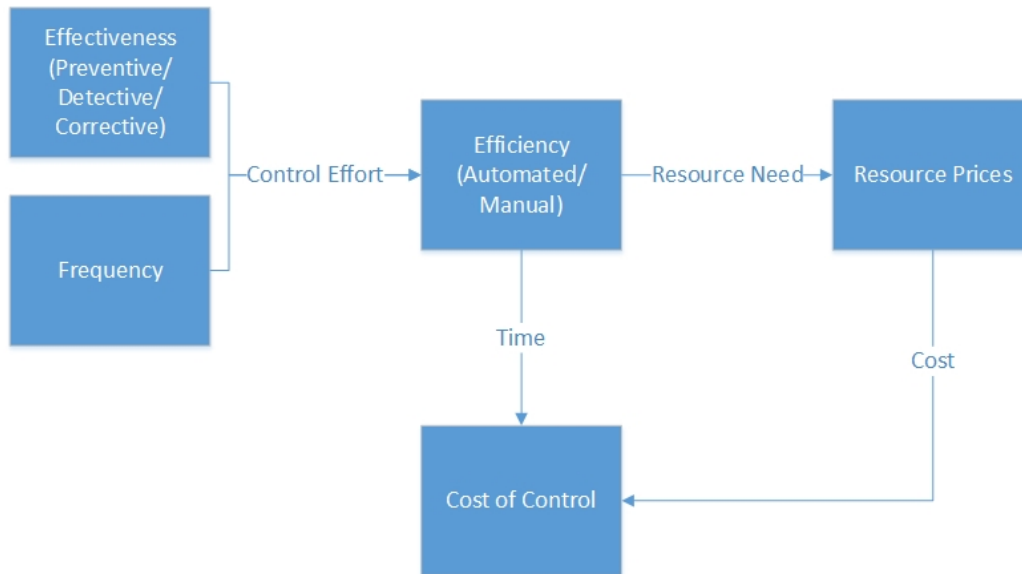 Effectiveness
(Preventive/
Detective/
Corrective)
Frequency
Control Effort
Efficiency
(Automated/
Manual)
Resource Need
Resource Prices
Time
Cost
Cost of Control